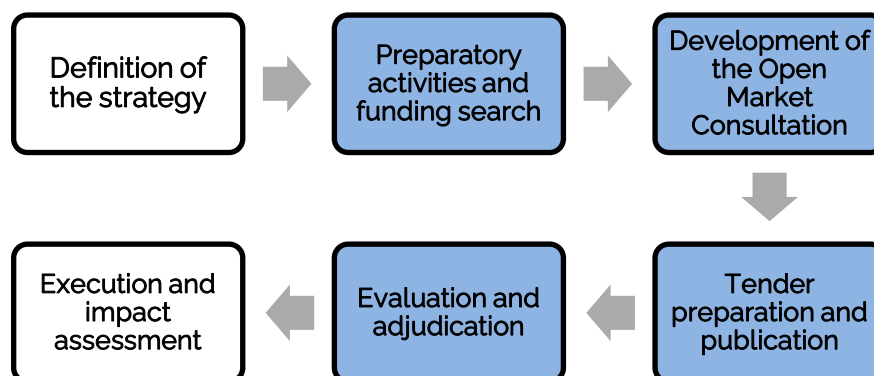 Definition of
the strategy
Preparatory
activities and
funding search
Development of
the Open
Market
Consultation
Tender
preparation and
publication
Evaluation and
adjudication
Execution and
impact
assessment